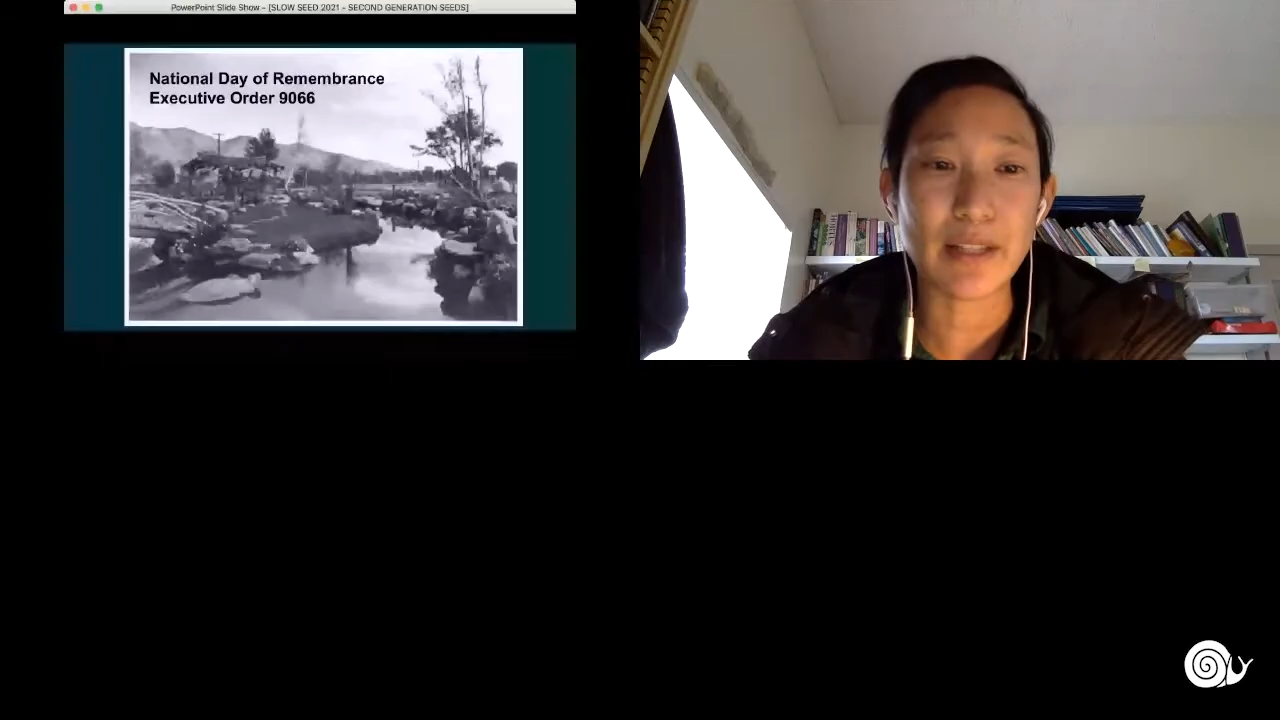 PowerPoint Slide Show - [SLOW SEED 2021 - SECOND GENERATION SEEDS]
National Day of Remembrance
Executive Order 9066